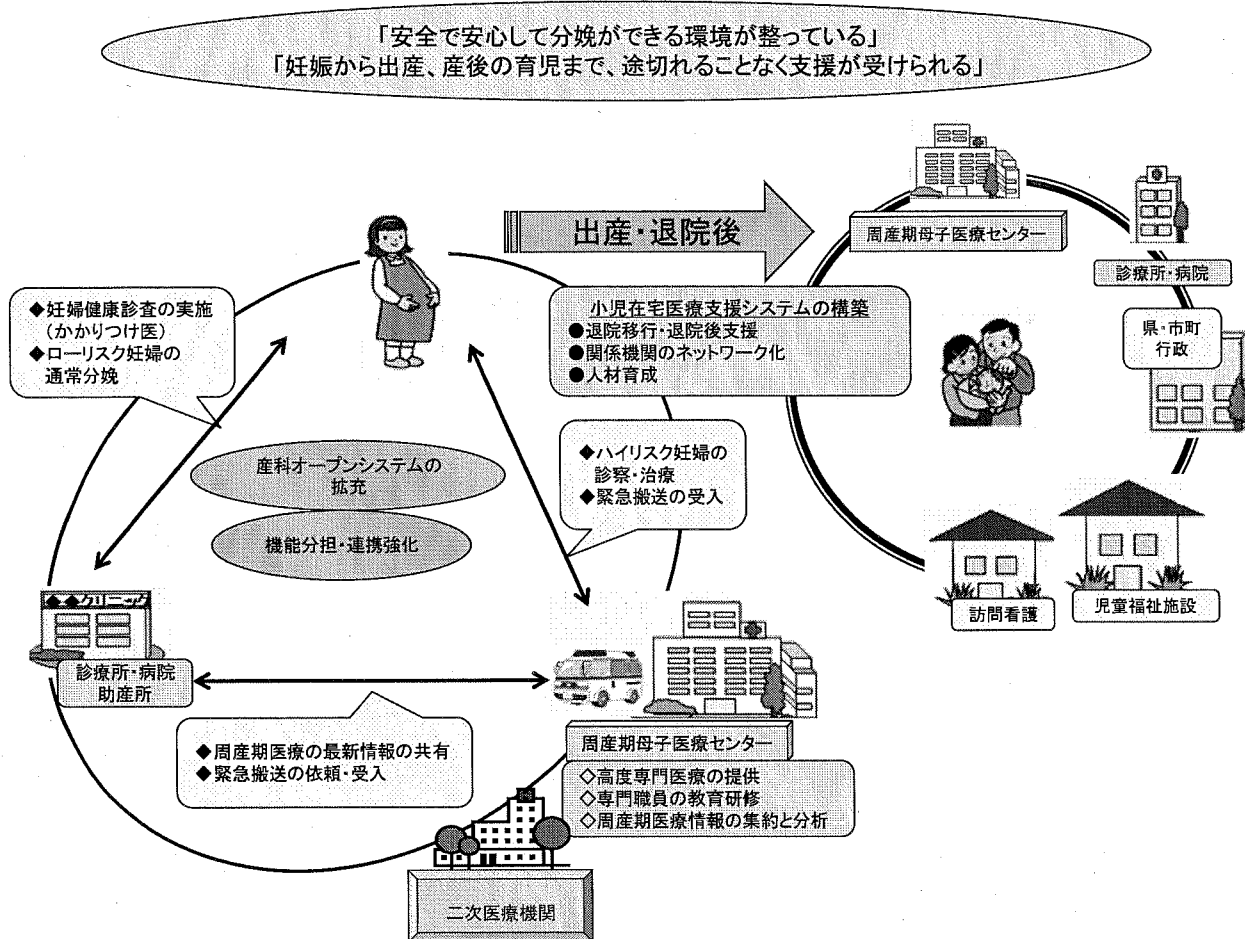 「安全で安心して分娩ができる環境が整っている」
「妊娠から出産、産後の育児まで、途切れることなく支援が受けられる」
出産・退院後
周産期母子医療センター
診療所・病院
県・市町
行政
児童福祉施設
訪問看護
小児在宅医療支援システムの構築
●退院移行・退院後支援
●関係機関のネットワーク化
●人材育成
◆妊婦健康診査の実施
(かかりつけ医)
◆ローリスク妊婦の
通常分娩
産科オープンシステムの
拡充
機能分担・連携強化
◆ハイリスク妊婦の
診察・治療
◆緊急搬送の受入
◆◆クリニック
診療所・病院
助産所
◆周産期医療の最新情報の共有
◆緊急搬送の依頼・受入
周産期母子医療センター
◇高度専門医療の提供
◇専門職員の教育研修
◇周産期医療情報の集約と分析
二次医療機関